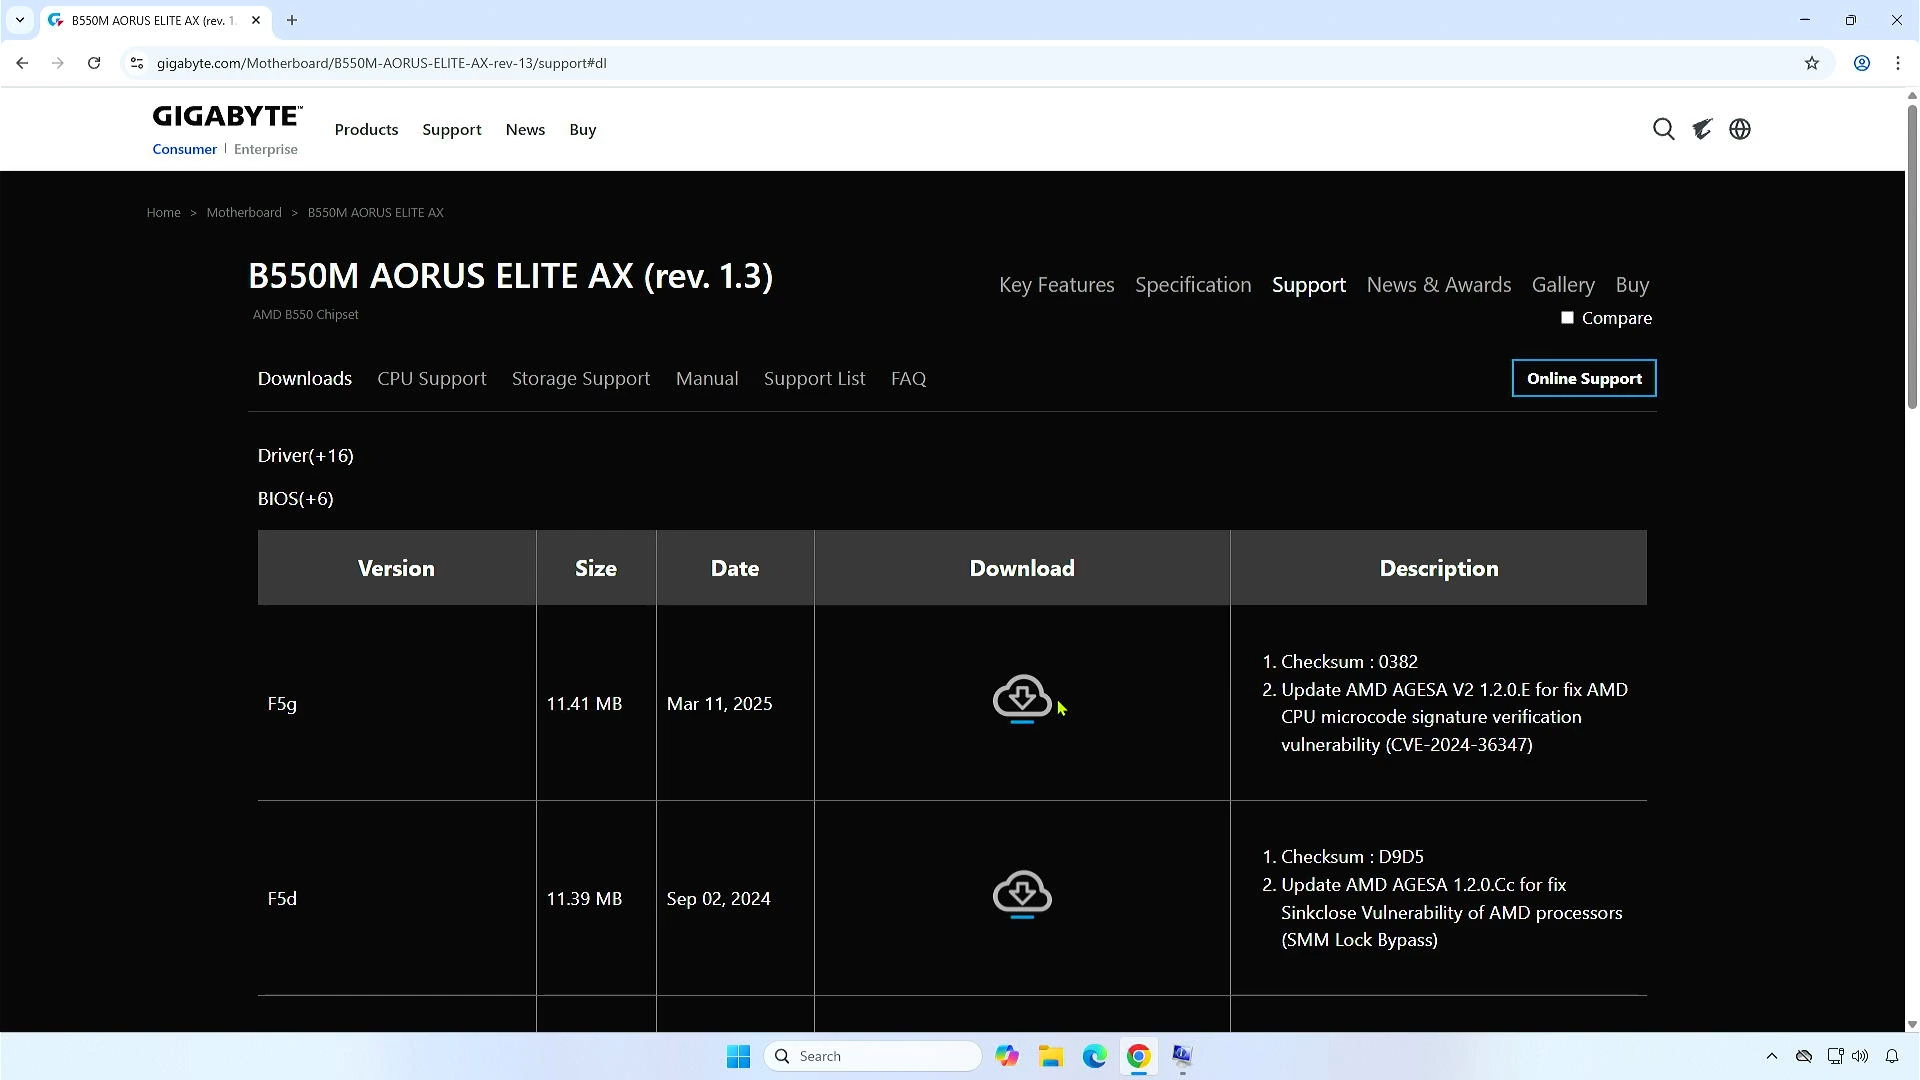 B550M AORUS ELITE AX (rev. 1.
gigabyte.com/Motherboard/B550M-AORUS-ELITE-AX-rev-13/support#dl
GIGABYTE™
Consumer | Enterprise
Products Support News Buy
Home > Motherboard > B550M AORUS ELITE AX
B550M AORUS ELITE AX (rev. 1.3)
AMD B550 Chipset
Key Features Specification Support News & Awards Gallery Buy
Compare
Downloads CPU Support Storage Support Manual Support List FAQ
Online Support
Driver(+16)
BIOS(+6)
Version Size Date Download Description
F5g 11.41 MB Mar 11, 2025
1. Checksum : 0382
2. Update AMD AGESA V2 1.2.0.E for fix AMD
CPU microcode signature verification
vulnerability (CVE-2024-36347)
F5d 11.39 MB Sep 02, 2024
1. Checksum : D9D5
2. Update AMD AGESA 1.2.0.Cc for fix
Sinkclose Vulnerability of AMD processors
(SMM Lock Bypass)
Search